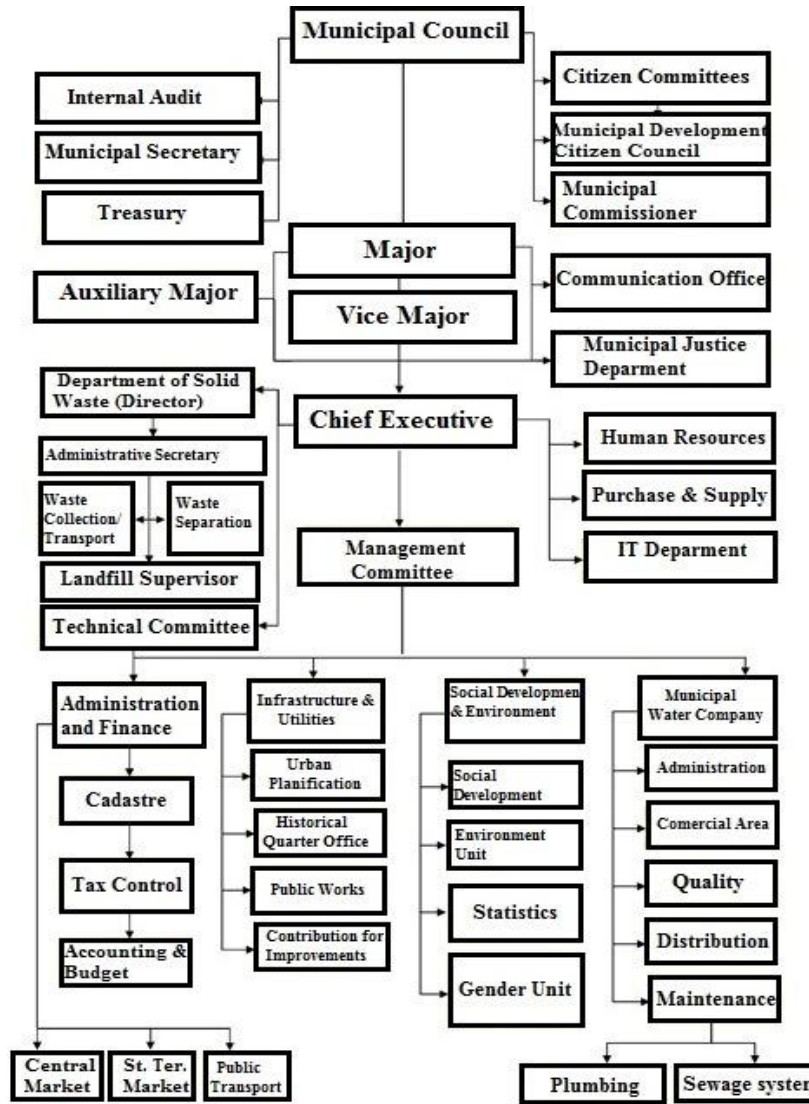 Municipal Council
Internal Audit
Municipal Secretary
Treasury
Citizen Committees
Municipal Development
Citizen Council
Municipal
Commissioner
Major
Auxiliary Major
Vice Major
Communication Office
Municipal Justice
Deparment
Department of Solid
Waste (Director)
Administrative Secretary
Waste
Collection/
Transport
Waste
Separation
Landfill Supervisor
Technical Committee
Chief Executive
Human Resources
Purchase & Supply
IT Deparment
Management
Committee
Administration
and Finance
Cadastre
Tax Control
Accounting &
Budget
Central
Market
St. Ter.
Market
Public
Transport
Infrastructure &
Utilities
Urban
Planification
Historical
Quarter Office
Public Works
Contribution for
Improvements
Social Developmen
& Environment
Social
Development
Environment
Unit
Statistics
Gender Unit
Municipal
Water Company
Administration
Comercial Area
Quality
Distribution
Maintenance
Plumbing
Sewage system